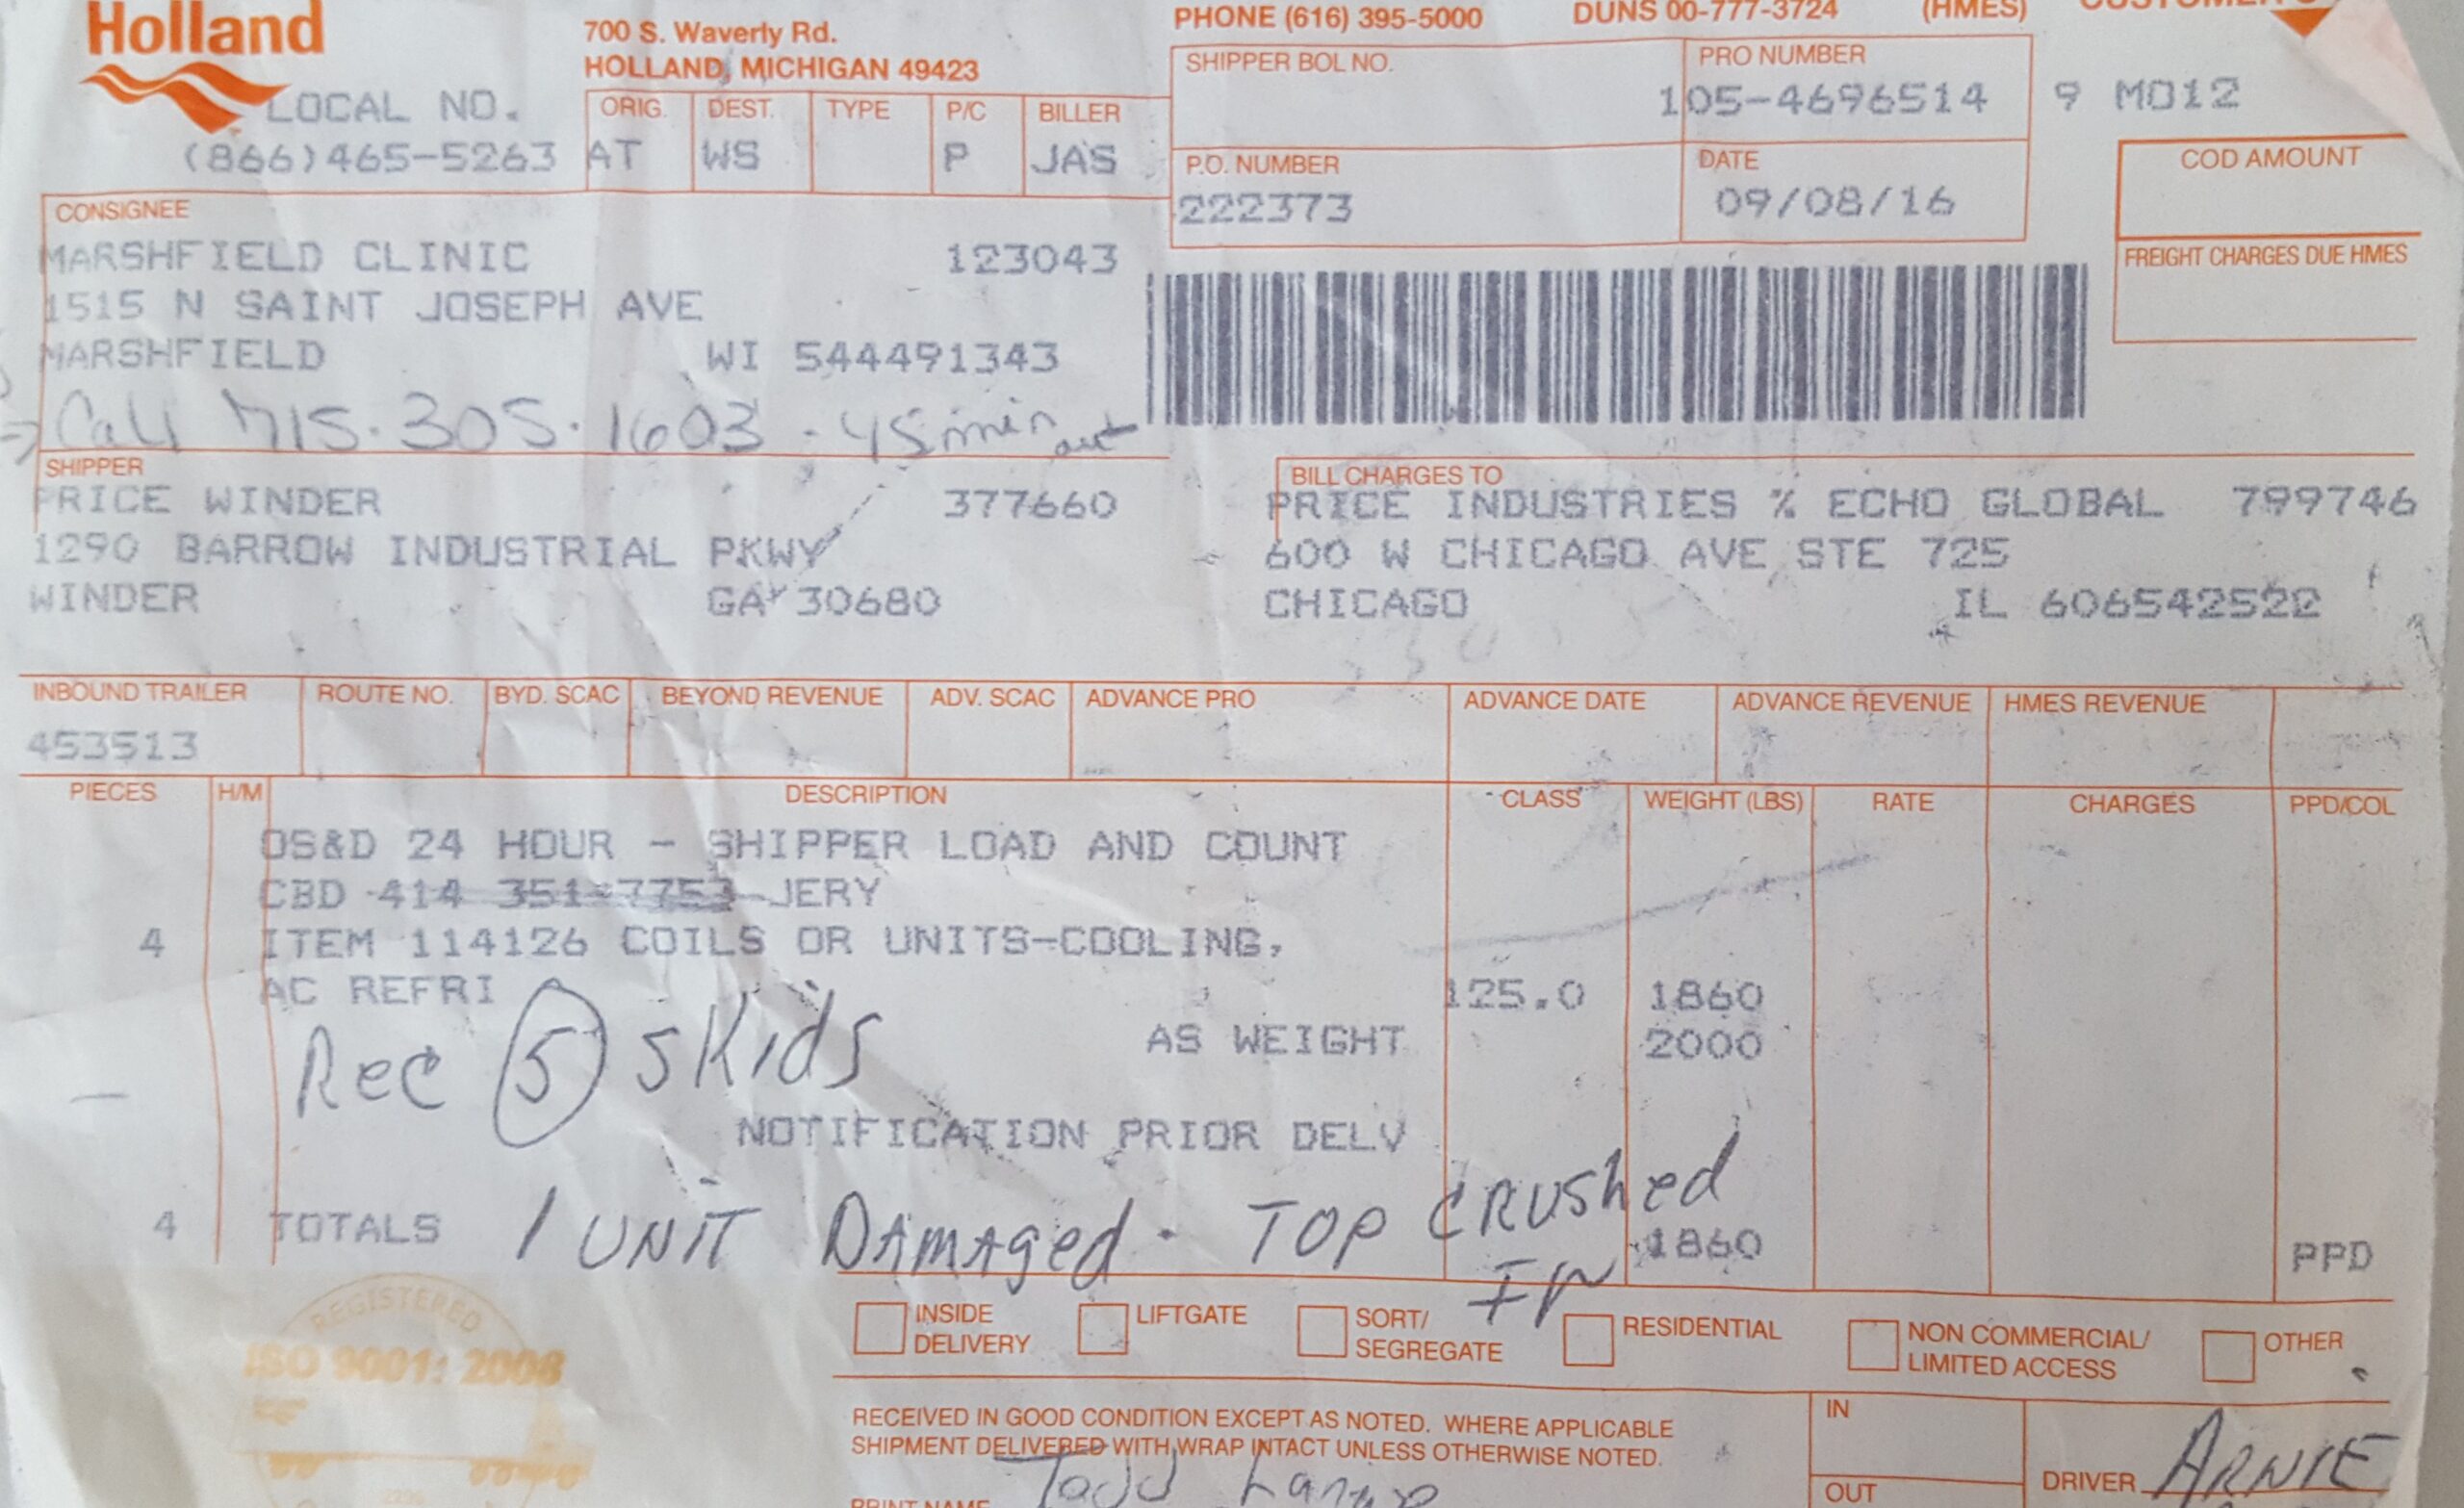 Holland
700 S. Waverly Rd.
HOLLAND, MICHIGAN 49423
PHONE (616) 395-5000 DUNS 00-777-3724 (HMES)
LOCAL NO.
(866)465-5263
ORIG. DEST. TYPE P/C BILLER
AT WS P JAS
SHIPPER BOL NO. PRO NUMBER
105-4696514 9 M012
P.O. NUMBER DATE
222373 09/08/16
COD AMOUNT
FREIGHT CHARGES DUE HMES
CONSIGNEE
MARSHFIELD CLINIC 123043
1515 N SAINT JOSEPH AVE
MARSHFIELD WI 544491343
Call 715.305.1603 - 45 min out
SHIPPER
PRICE WINDER 377660
1290 BARROW INDUSTRIAL PKWY
WINDER GA 30680
BILL CHARGES TO
PRICE INDUSTRIES % ECHO GLOBAL 799746
600 W CHICAGO AVE STE 725
CHICAGO IL 606542522
INBOUND TRAILER ROUTE NO. BYD. SCAC BEYOND REVENUE ADV. SCAC ADVANCE PRO ADVANCE DATE ADVANCE REVENUE HMES REVENUE
453513
PIECES H/M DESCRIPTION CLASS WEIGHT (LBS) RATE CHARGES PPD/COL
OS&D 24 HOUR - SHIPPER LOAD AND COUNT
CBD 414 351-7753 JERY
4 ITEM 114126 COILS OR UNITS-COOLING,
AC REFRI 125.0 1860
AS WEIGHT 2000
Rec 5 skids
NOTIFICATION PRIOR DELV
1 UNIT DAMAged - TOP CRUShed
IN
4 TOTALS 1860 PPD
REGISTERED
ISO 9001: 2008
INSIDE DELIVERY LIFTGATE SORT/ SEGREGATE RESIDENTIAL NON COMMERCIAL/ LIMITED ACCESS OTHER
RECEIVED IN GOOD CONDITION EXCEPT AS NOTED. WHERE APPLICABLE
SHIPMENT DELIVERED WITH WRAP INTACT UNLESS OTHERWISE NOTED.
IN
OUT
DRIVER ARNIE
PRINT NAME Todd